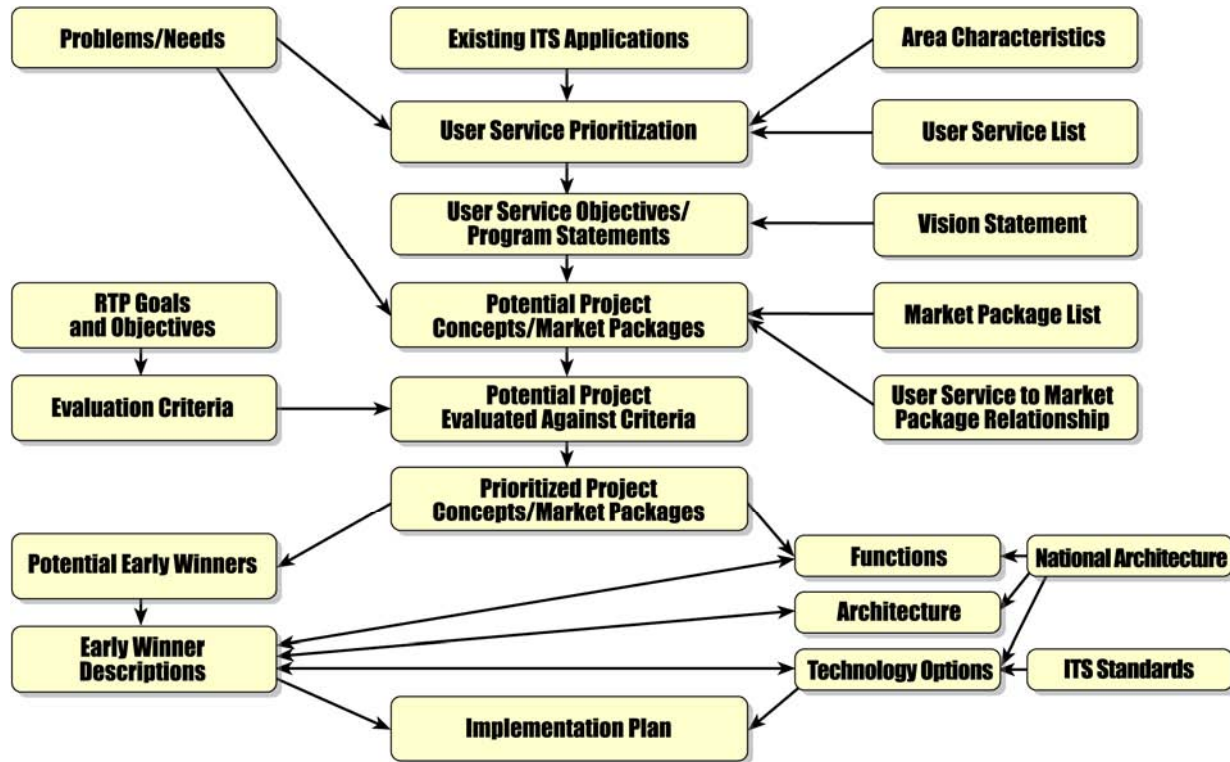 Problems/Needs
Existing ITS Applications
Area Characteristics
User Service Prioritization
User Service List
User Service Objectives/
Program Statements
Vision Statement
RTP Goals
and Objectives
Potential Project
Concepts/Market Packages
Market Package List
Evaluation Criteria
Potential Project
Evaluated Against Criteria
User Service to Market
Package Relationship
Prioritized Project
Concepts/Market Packages
Potential Early Winners
Functions
National Architecture
Architecture
Early Winner
Descriptions
Technology Options
ITS Standards
Implementation Plan